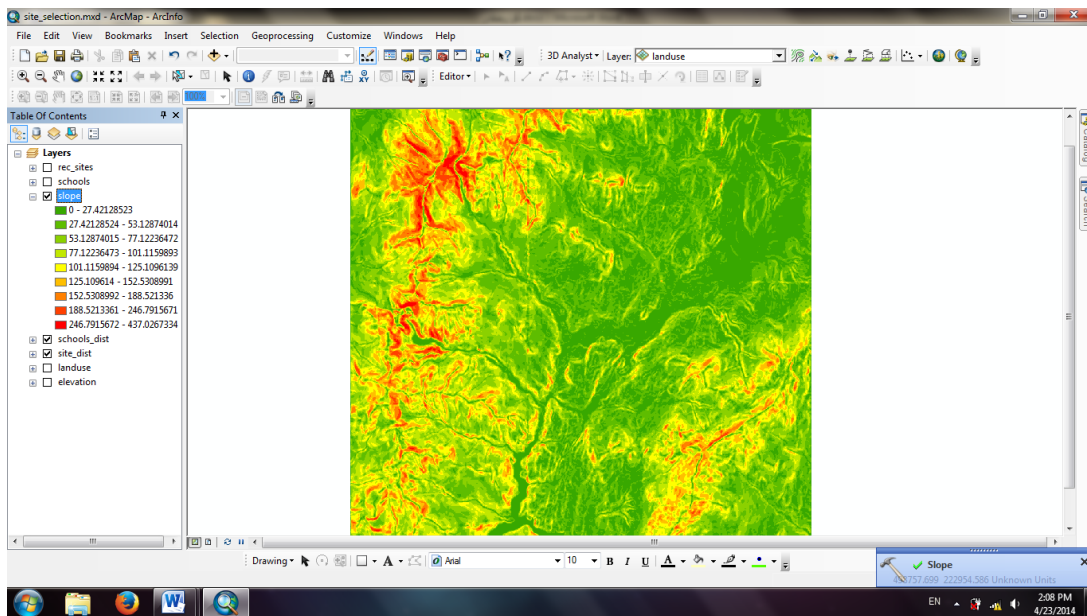 site_selection.mxd - ArcMap - ArcInfo
File Edit View Bookmarks Insert Selection Geoprocessing Customize Windows Help
3D Analyst Layer: landuse
Editor
100%
Table Of Contents
Layers
rec_sites
schools
slope
0 - 27.42128523
27.42128524 - 53.12874014
53.12874015 - 77.12236472
77.12236473 - 101.1159893
101.1159894 - 125.1096139
125.109614 - 152.5308991
152.5308992 - 188.521336
188.5213361 - 246.7915671
246.7915672 - 437.0267334
schools_dist
site_dist
landuse
elevation
Drawing A Arial 10 B I U A
Slope
222954.586 Unknown Units
EN
2:08 PM
4/23/2014